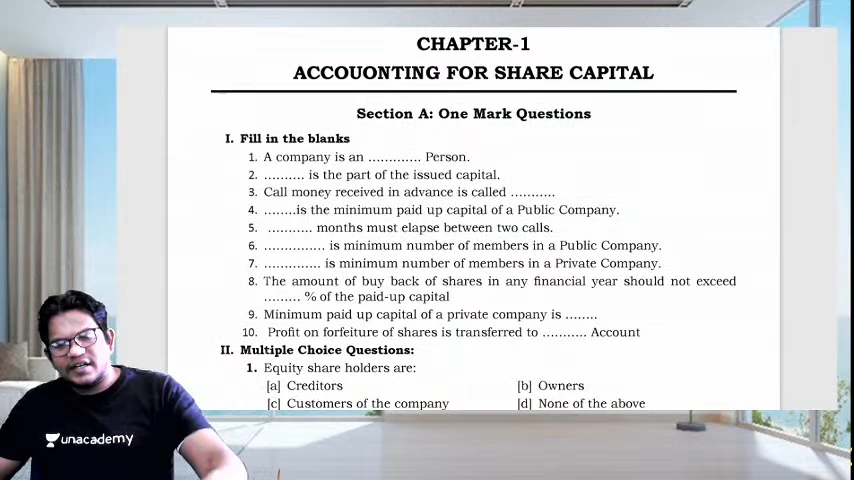 CHAPTER-1
ACCOUONTING FOR SHARE CAPITAL
Section A: One Mark Questions
I. Fill in the blanks
1. A company is an ............. Person.
2. .......... is the part of the issued capital.
3. Call money received in advance is called ...........
4. ........is the minimum paid up capital of a Public Company.
5. ........... months must elapse between two calls.
6. ............... is minimum number of members in a Public Company.
7. .............. is minimum number of members in a Private Company.
8. The amount of buy back of shares in any financial year should not exceed
......... % of the paid-up capital
9. Minimum paid up capital of a private company is ........
10. Profit on forfeiture of shares is transferred to ........... Account
II. Multiple Choice Questions:
1. Equity share holders are:
[a] Creditors [b] Owners
[c] Customers of the company [d] None of the above
unacademy